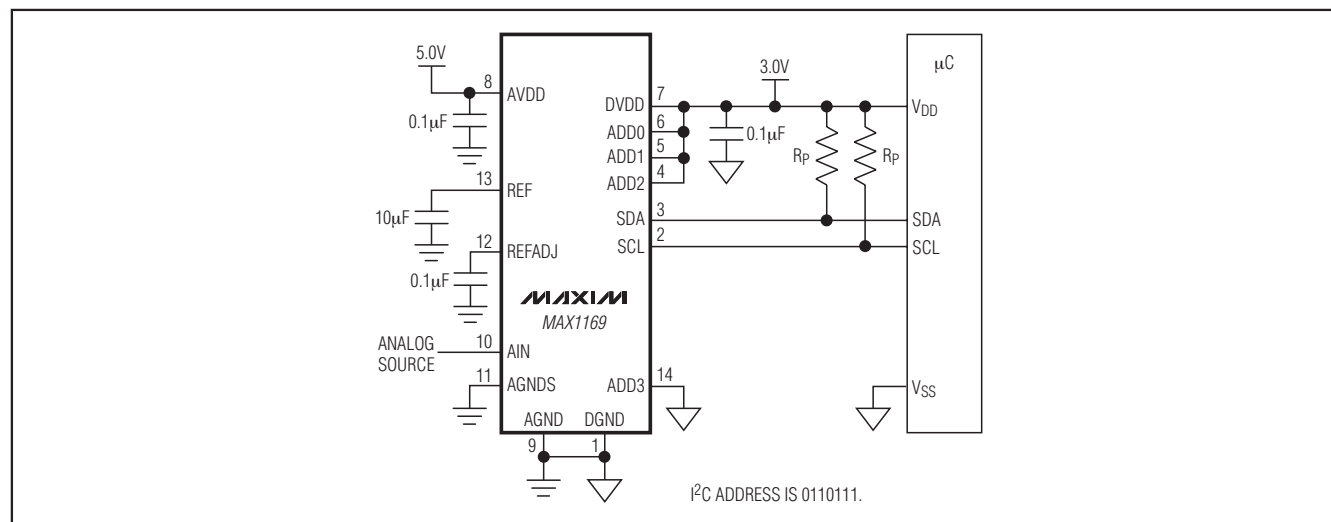 5.0V
8
AVDD
0.1μF
13
REF
10μF
12
REFADJ
0.1μF
MAXIM
MAX1169
ANALOG
SOURCE
10
AIN
11
AGNDS
AGND
DGND
9
1
3.0V
7
DVDD
6
ADD0
5
ADD1
4
ADD2
0.1μF
3
SDA
2
SCL
14
ADD3
RP
RP
μC
VDD
SDA
SCL
VSS
I²C ADDRESS IS 0110111.